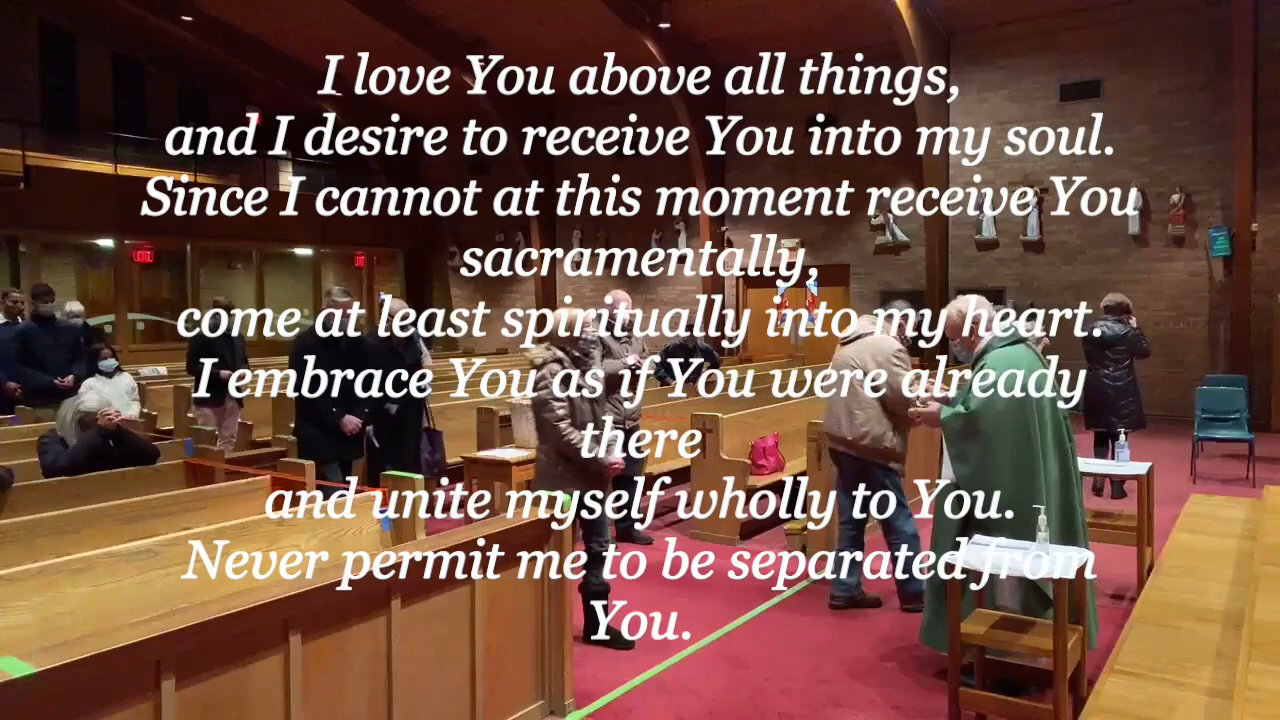 I love You above all things,
and I desire to receive You into my soul.
Since I cannot at this moment receive You
sacramentally,
come at least spiritually into my heart.
I embrace You as if You were already
there
and unite myself wholly to You.
Never permit me to be separated from
You.